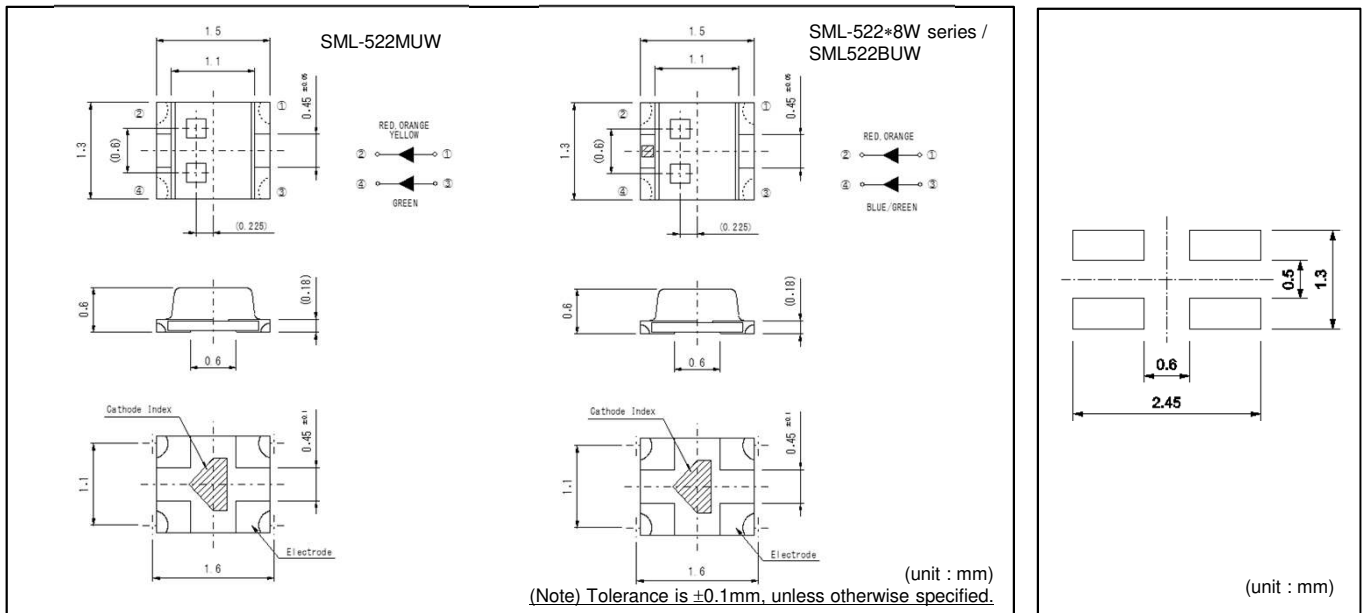 SML-522MUW
1.5
1.1
0.45 ±0.05
②
①
1.3
(0.6)
④
③
(0.225)
RED, ORANGE
YELLOW
② ①
④ ③
GREEN
0.6
(0.18)
0.6
Cathode Index
0.45 ±0.1
1.1
Electrode
1.6
SML-522*8W series /
SML522BUW
1.5
1.1
0.45 ±0.05
②
①
1.3
(0.6)
④
③
(0.225)
RED, ORANGE
② ①
④ ③
BLUE/GREEN
0.6
(0.18)
0.6
Cathode Index
0.45 ±0.1
1.1
Electrode
1.6
(unit : mm)
(Note) Tolerance is ±0.1mm, unless otherwise specified.
0.5
1.3
0.6
2.45
(unit : mm)